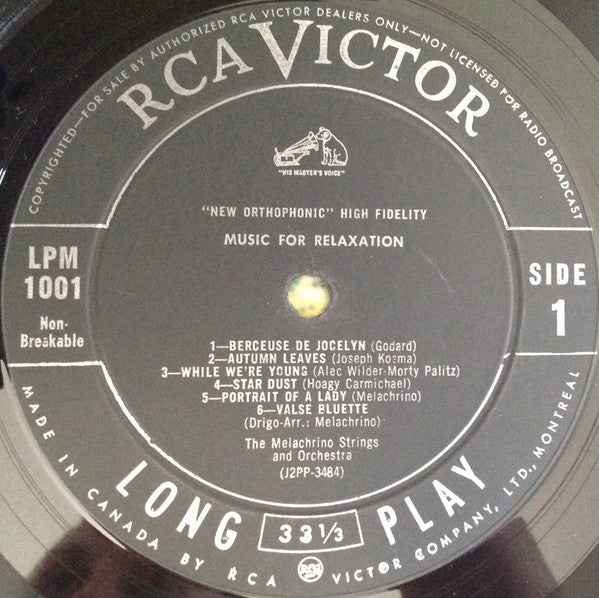 COPYRIGHTED—FOR SALE BY AUTHORIZED RCA VICTOR DEALERS ONLY—NOT LICENSED FOR RADIO BROADCAST
RCA VICTOR
"HIS MASTER'S VOICE"
"NEW ORTHOPHONIC" HIGH FIDELITY
MUSIC FOR RELAXATION
LPM
1001
Non-
Breakable
SIDE
1
1—BERCEUSE DE JOCELYN (Godard)
2—AUTUMN LEAVES (Joseph Kosma)
3—WHILE WE'RE YOUNG (Alec Wilder-Morty Palitz)
4—STAR DUST (Hoagy Carmichael)
5—PORTRAIT OF A LADY (Melachrino)
6—VALSE BLUETTE
(Drigo-Arr.: Melachrino)
The Melachrino Strings
and Orchestra
(J2PP-3484)
LONG 33⅓ PLAY
MADE IN CANADA BY RCA VICTOR COMPANY, LTD., MONTREAL
RCA